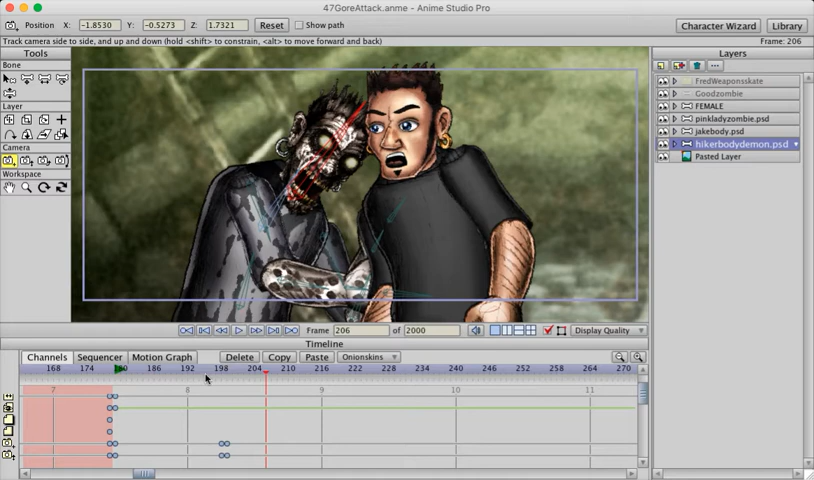 47GoreAttack.anme - Anime Studio Pro
Position X: -1.8530 Y: -0.5273 Z: 1.7321 Reset Show path Character Wizard Library
Track camera side to side, and up and down (hold <shift> to constrain, <alt> to move forward and back) Frame: 206
Tools
Bone
Layer
Camera
Workspace
Layers
FredWeaponsskate
Goodzombie
FEMALE
pinkladyzombie.psd
jakebody.psd
hikerbodydemon.psd
Pasted Layer
Frame 206 of 2000 Display Quality
Timeline
Channels Sequencer Motion Graph Delete Copy Paste Onionskins
168 174 180 186 192 198 204 210 216 222 228 234 240 246 252 258 264 270
7 8 9 10 11